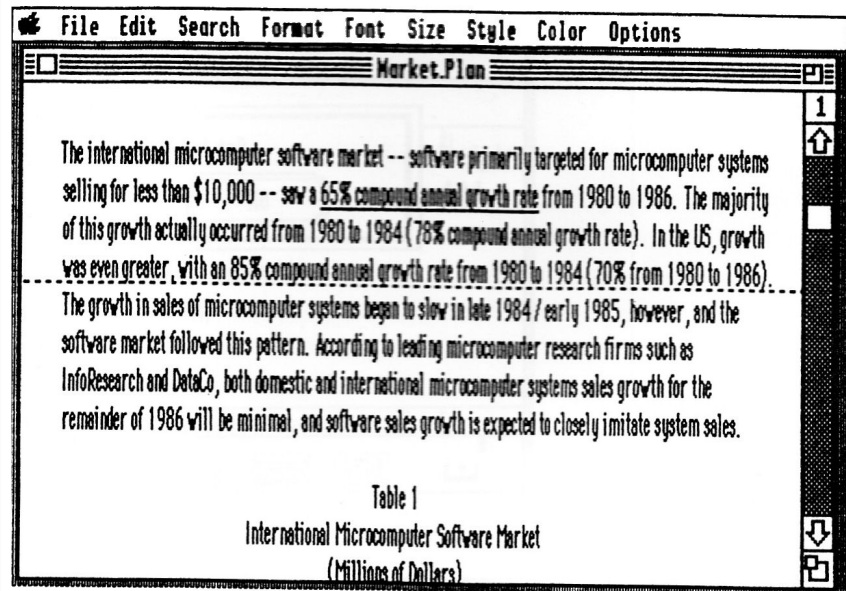 File Edit Search Format Font Size Style Color Options
Market.Plan
1
The international microcomputer software market -- software primarily targeted for microcomputer systems
selling for less than $10,000 -- saw a 65% compound annual growth rate from 1980 to 1986. The majority
of this growth actually occurred from 1980 to 1984 (78% compound annual growth rate). In the US, growth
was even greater, with an 85% compound annual growth rate from 1980 to 1984 (70% from 1980 to 1986).
The growth in sales of microcomputer systems began to slow in late 1984 / early 1985, however, and the
software market followed this pattern. According to leading microcomputer research firms such as
InfoResearch and DataCo, both domestic and international microcomputer systems sales growth for the
remainder of 1986 will be minimal, and software sales growth is expected to closely imitate system sales.
Table 1
International Microcomputer Software Market
(Millions of Dollars)